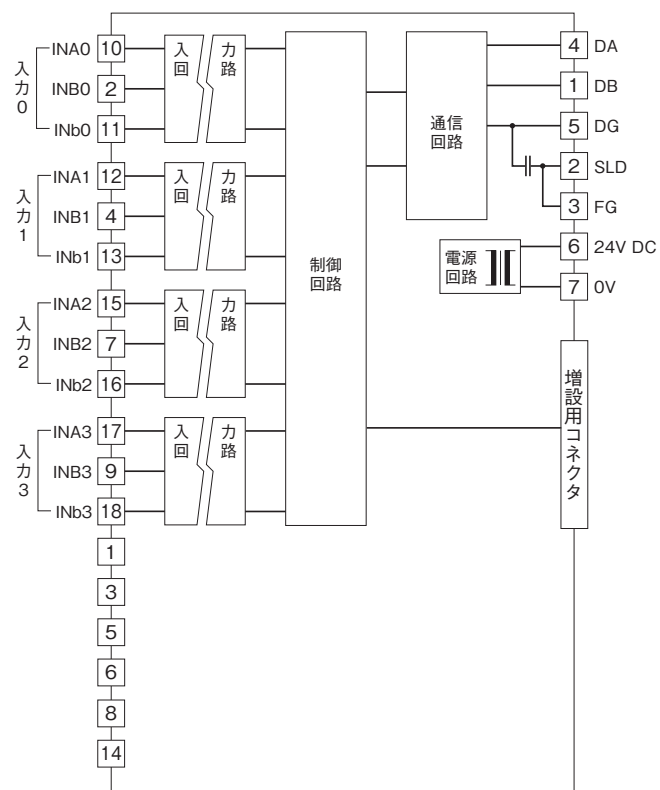 入力0
INA0 10
INB0 2
INb0 11
入回
力路
入力1
INA1 12
INB1 4
INb1 13
入回
力路
入力2
INA2 15
INB2 7
INb2 16
入回
力路
入力3
INA3 17
INB3 9
INb3 18
入回
力路
1
3
5
6
8
14
制御
回路
通信
回路
4 DA
1 DB
5 DG
2 SLD
3 FG
電源
回路
6 24V DC
7 0V
増設用コネクタ